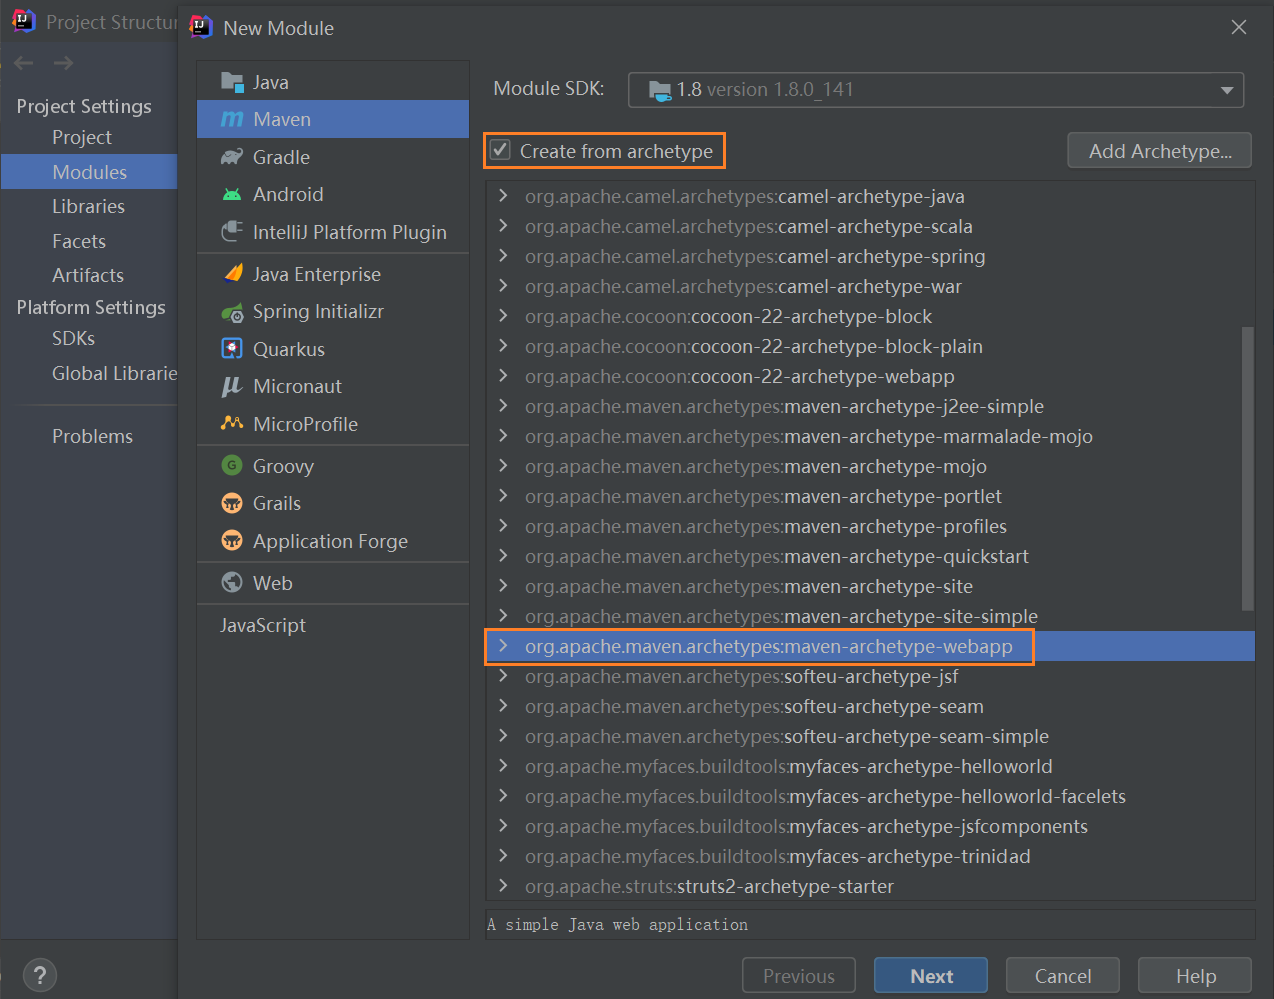 Project Structur
New Module
Project Settings
Project
Modules
Libraries
Facets
Artifacts
Platform Settings
SDKs
Global Librarie
Problems
?
Java
Maven
Gradle
Android
IntelliJ Platform Plugin
Java Enterprise
Spring Initializr
Quarkus
Micronaut
MicroProfile
Groovy
Grails
Application Forge
Web
JavaScript
Module SDK: 1.8 version 1.8.0_141
Create from archetype
Add Archetype...
org.apache.camel.archetypes:camel-archetype-java
org.apache.camel.archetypes:camel-archetype-scala
org.apache.camel.archetypes:camel-archetype-spring
org.apache.camel.archetypes:camel-archetype-war
org.apache.cocoon:cocoon-22-archetype-block
org.apache.cocoon:cocoon-22-archetype-block-plain
org.apache.cocoon:cocoon-22-archetype-webapp
org.apache.maven.archetypes:maven-archetype-j2ee-simple
org.apache.maven.archetypes:maven-archetype-marmalade-mojo
org.apache.maven.archetypes:maven-archetype-mojo
org.apache.maven.archetypes:maven-archetype-portlet
org.apache.maven.archetypes:maven-archetype-profiles
org.apache.maven.archetypes:maven-archetype-quickstart
org.apache.maven.archetypes:maven-archetype-site
org.apache.maven.archetypes:maven-archetype-site-simple
org.apache.maven.archetypes:maven-archetype-webapp
org.apache.maven.archetypes:softeu-archetype-jsf
org.apache.maven.archetypes:softeu-archetype-seam
org.apache.maven.archetypes:softeu-archetype-seam-simple
org.apache.myfaces.buildtools:myfaces-archetype-helloworld
org.apache.myfaces.buildtools:myfaces-archetype-helloworld-facelets
org.apache.myfaces.buildtools:myfaces-archetype-jsfcomponents
org.apache.myfaces.buildtools:myfaces-archetype-trinidad
org.apache.struts:struts2-archetype-starter
A simple Java web application
Previous
Next
Cancel
Help